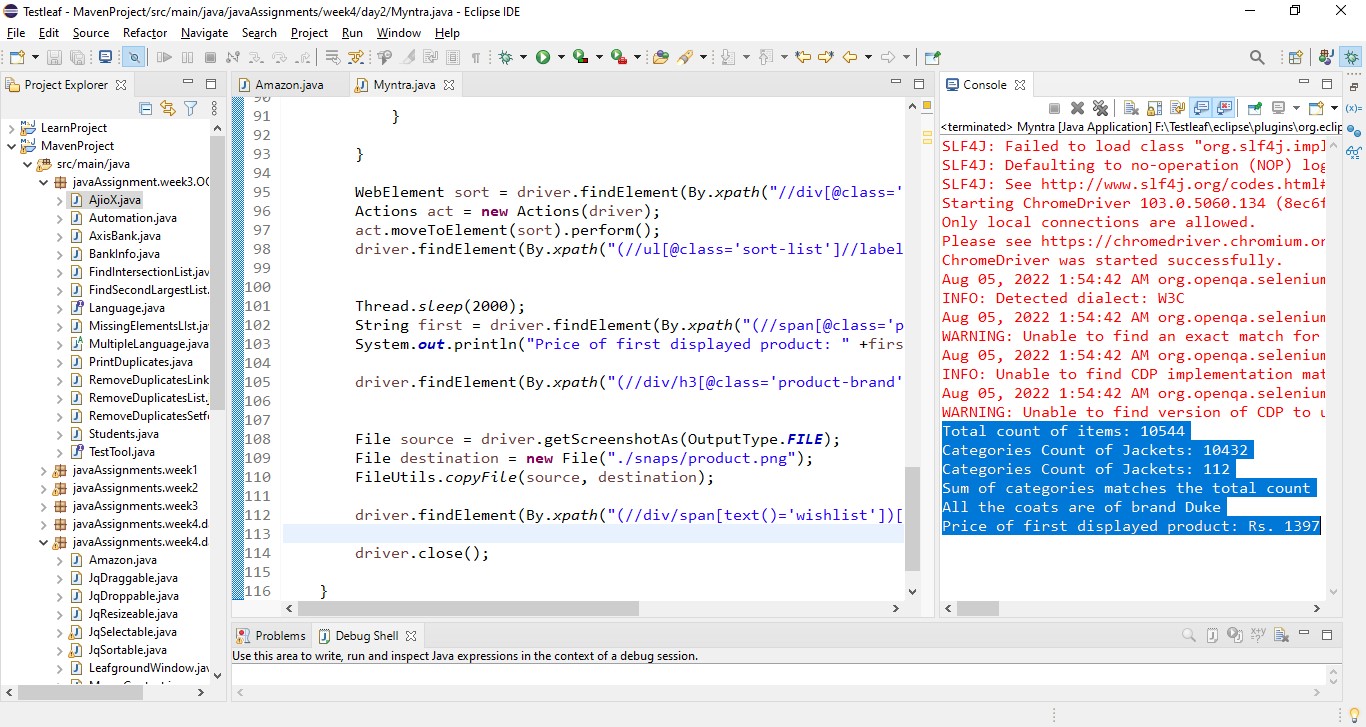 Testleaf - MavenProject/src/main/java/javaAssignments/week4/day2/Myntra.java - Eclipse IDE
File Edit Source Refactor Navigate Search Project Run Window Help
Project Explorer
LearnProject
MavenProject
src/main/java
javaAssignment.week3.OO
AjioX.java
Automation.java
AxisBank.java
BankInfo.java
FindIntersectionList.jav
FindSecondLargestList.
Language.java
MissingElementsLIst.ja
MultipleLanguage.java
PrintDuplicates.java
RemoveDuplicatesLink
RemoveDuplicatesList.
RemoveDuplicatesSetf
Students.java
TestTool.java
javaAssignments.week1
javaAssignments.week2
javaAssignments.week3
javaAssignments.week4.d
javaAssignments.week4.d
Amazon.java
JqDraggable.java
JqDroppable.java
JqResizeable.java
JqSelectable.java
JqSortable.java
LeafgroundWindow.jav
Amazon.java Myntra.java
90
91 }
92
93 }
94
95 WebElement sort = driver.findElement(By.xpath("//div[@class='
96 Actions act = new Actions(driver);
97 act.moveToElement(sort).perform();
98 driver.findElement(By.xpath("(//ul[@class='sort-list']//label
99
100
101 Thread.sleep(2000);
102 String first = driver.findElement(By.xpath("(//span[@class='p
103 System.out.println("Price of first displayed product: " +firs
104
105 driver.findElement(By.xpath("(//div/h3[@class='product-brand'
106
107
108 File source = driver.getScreenshotAs(OutputType.FILE);
109 File destination = new File("./snaps/product.png");
110 FileUtils.copyFile(source, destination);
111
112 driver.findElement(By.xpath("(//div/span[text()='wishlist'])[
113
114 driver.close();
115
116 }
Console
<terminated> Myntra [Java Application] F:\Testleaf\eclipse\plugins\org.eclip
SLF4J: Failed to load class "org.slf4j.impl
SLF4J: Defaulting to no-operation (NOP) log
SLF4J: See http://www.slf4j.org/codes.html#
Starting ChromeDriver 103.0.5060.134 (8ec6f
Only local connections are allowed.
Please see https://chromedriver.chromium.or
ChromeDriver was started successfully.
Aug 05, 2022 1:54:42 AM org.openqa.selenium
INFO: Detected dialect: W3C
Aug 05, 2022 1:54:42 AM org.openqa.selenium
WARNING: Unable to find an exact match for
Aug 05, 2022 1:54:42 AM org.openqa.selenium
INFO: Unable to find CDP implementation mat
Aug 05, 2022 1:54:42 AM org.openqa.selenium
WARNING: Unable to find version of CDP to u
Total count of items: 10544
Categories Count of Jackets: 10432
Categories Count of Jackets: 112
Sum of categories matches the total count
All the coats are of brand Duke
Price of first displayed product: Rs. 1397
Problems Debug Shell
Use this area to write, run and inspect Java expressions in the context of a debug session.